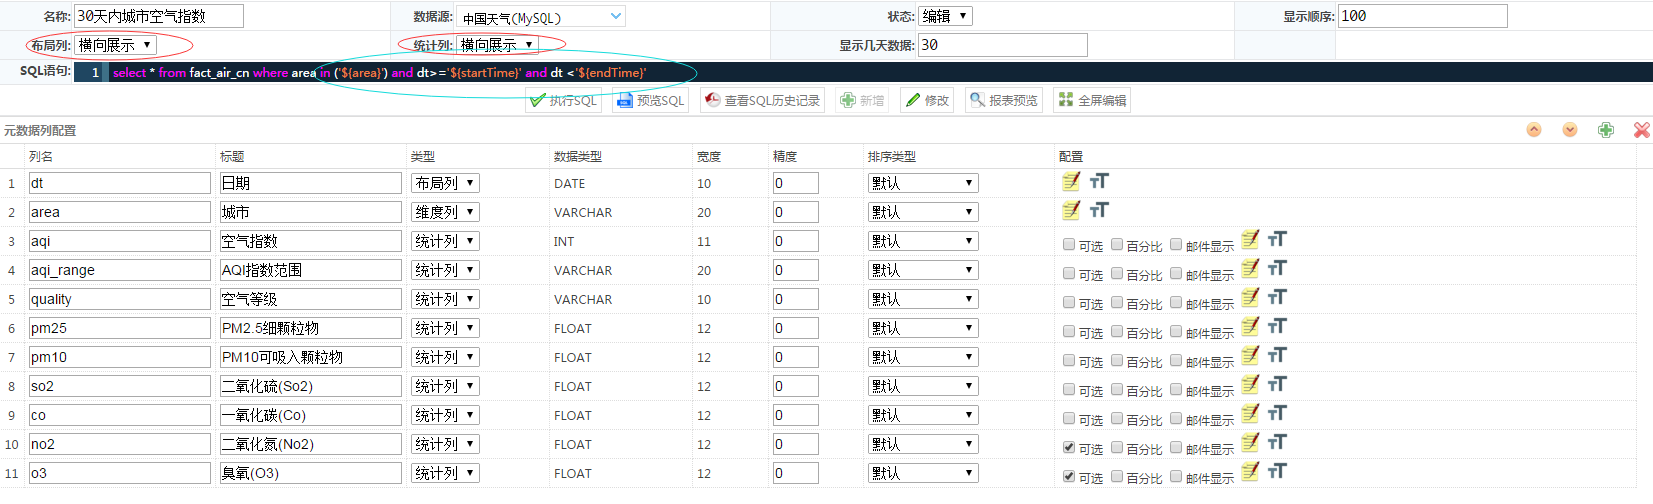 名称: 30天内城市空气指数 数据源: 中国天气(MySQL) 状态: 编辑 显示顺序: 100
布局列: 横向展示 统计列: 横向展示 显示几天数据: 30
SQL语句: 1 select * from fact_air_cn where area in ('${area}') and dt>='${startTime}' and dt <'${endTime}'
执行SQL 预览SQL 查看SQL历史记录 新增 修改 报表预览 全屏编辑
元数据列配置
列名 标题 类型 数据类型 宽度 精度 排序类型 配置
1 dt 日期 布局列 DATE 10 0 默认
2 area 城市 维度列 VARCHAR 20 0 默认
3 aqi 空气指数 统计列 INT 11 0 默认 可选 百分比 邮件显示
4 aqi_range AQI指数范围 统计列 VARCHAR 20 0 默认 可选 百分比 邮件显示
5 quality 空气等级 统计列 VARCHAR 10 0 默认 可选 百分比 邮件显示
6 pm25 PM2.5细颗粒物 统计列 FLOAT 12 0 默认 可选 百分比 邮件显示
7 pm10 PM10可吸入颗粒物 统计列 FLOAT 12 0 默认 可选 百分比 邮件显示
8 so2 二氧化硫(So2) 统计列 FLOAT 12 0 默认 可选 百分比 邮件显示
9 co 一氧化碳(Co) 统计列 FLOAT 12 0 默认 可选 百分比 邮件显示
10 no2 二氧化氮(No2) 统计列 FLOAT 12 0 默认 可选 百分比 邮件显示
11 o3 臭氧(O3) 统计列 FLOAT 12 0 默认 可选 百分比 邮件显示